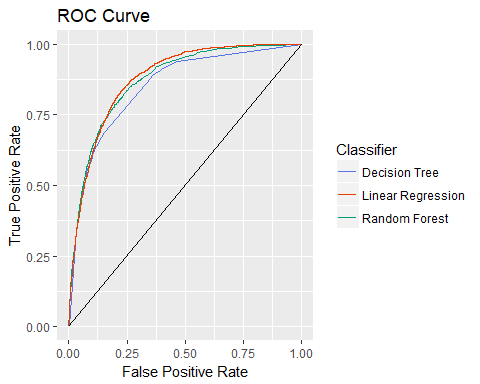 ROC Curve
True Positive Rate
1.00
0.75
0.50
0.25
0.00
0.00 0.25 0.50 0.75 1.00
False Positive Rate
Classifier
Decision Tree
Linear Regression
Random Forest